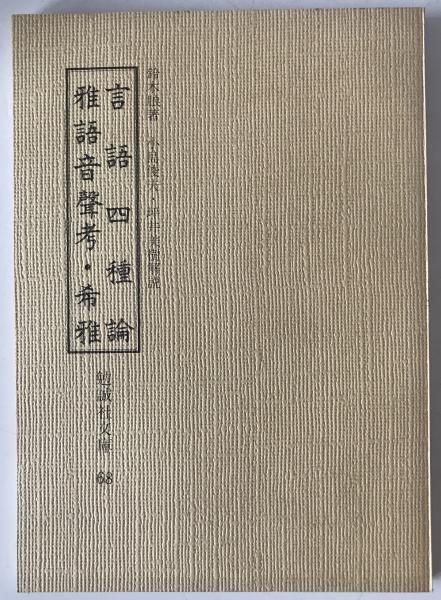 鈴木朖著 小島俊夫・坪井美樹解説
言語四種論
雅語音聲考・希雅
勉誠社文庫 68